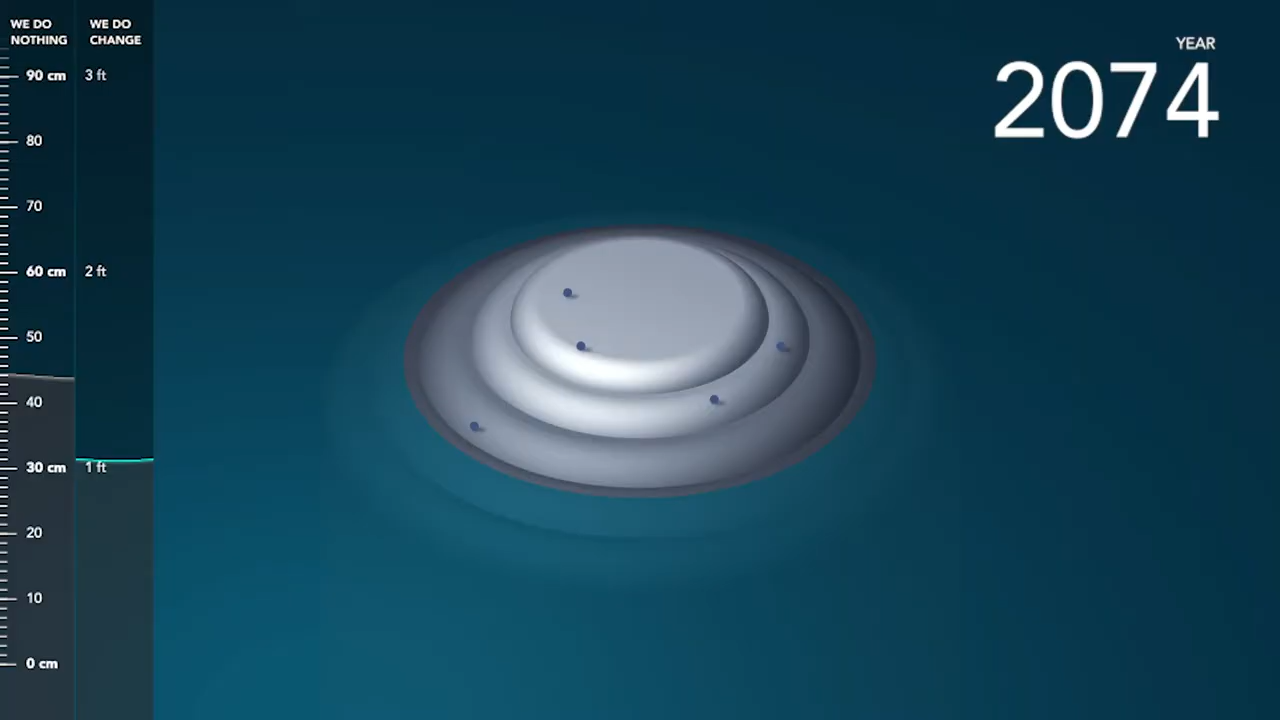 WE DO
NOTHING
WE DO
CHANGE
YEAR
2074
90 cm
3 ft
80
70
60 cm
2 ft
50
40
30 cm
1 ft
20
10
0 cm